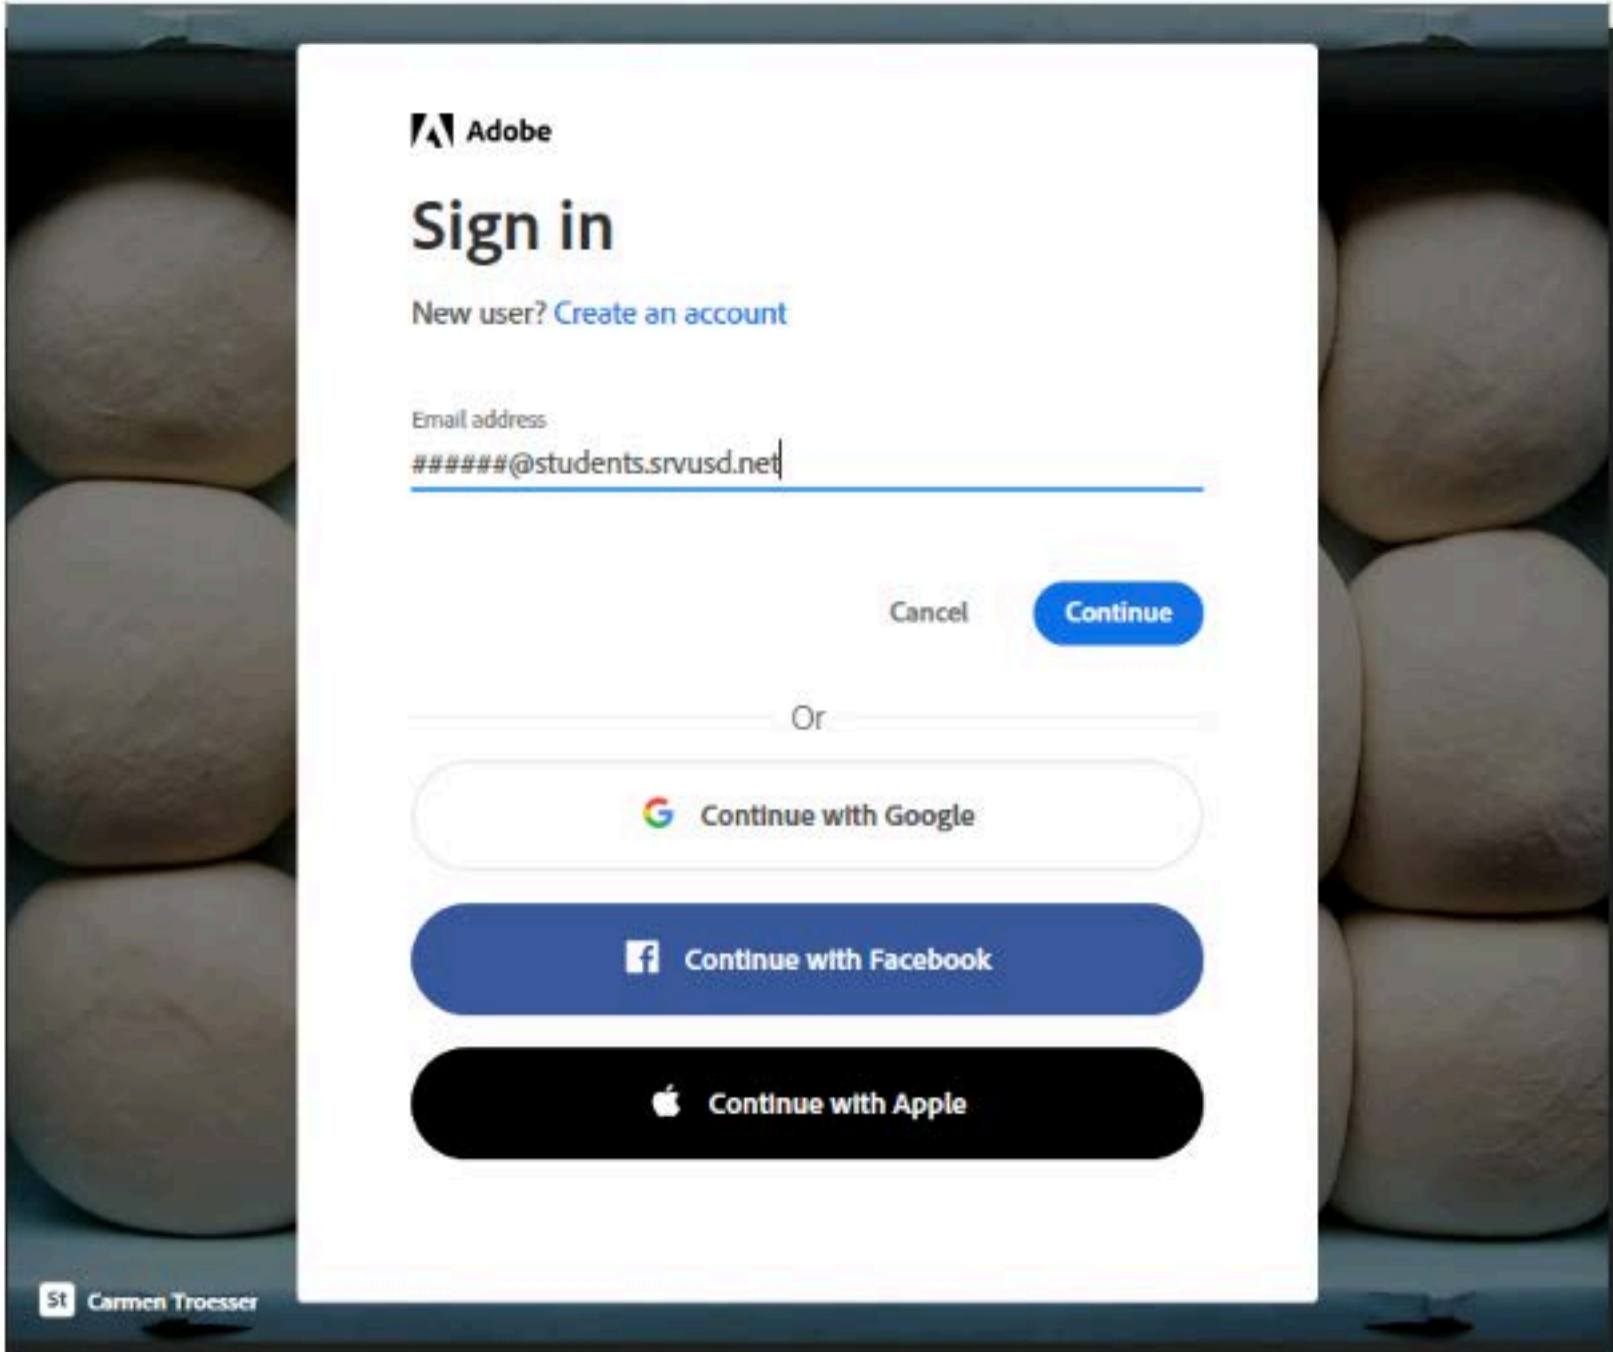 Adobe
Sign in
New user? Create an account
Email address
######@students.srvusd.net
Cancel Continue
Or
Continue with Google
Continue with Facebook
Continue with Apple
St Carmen Troesser